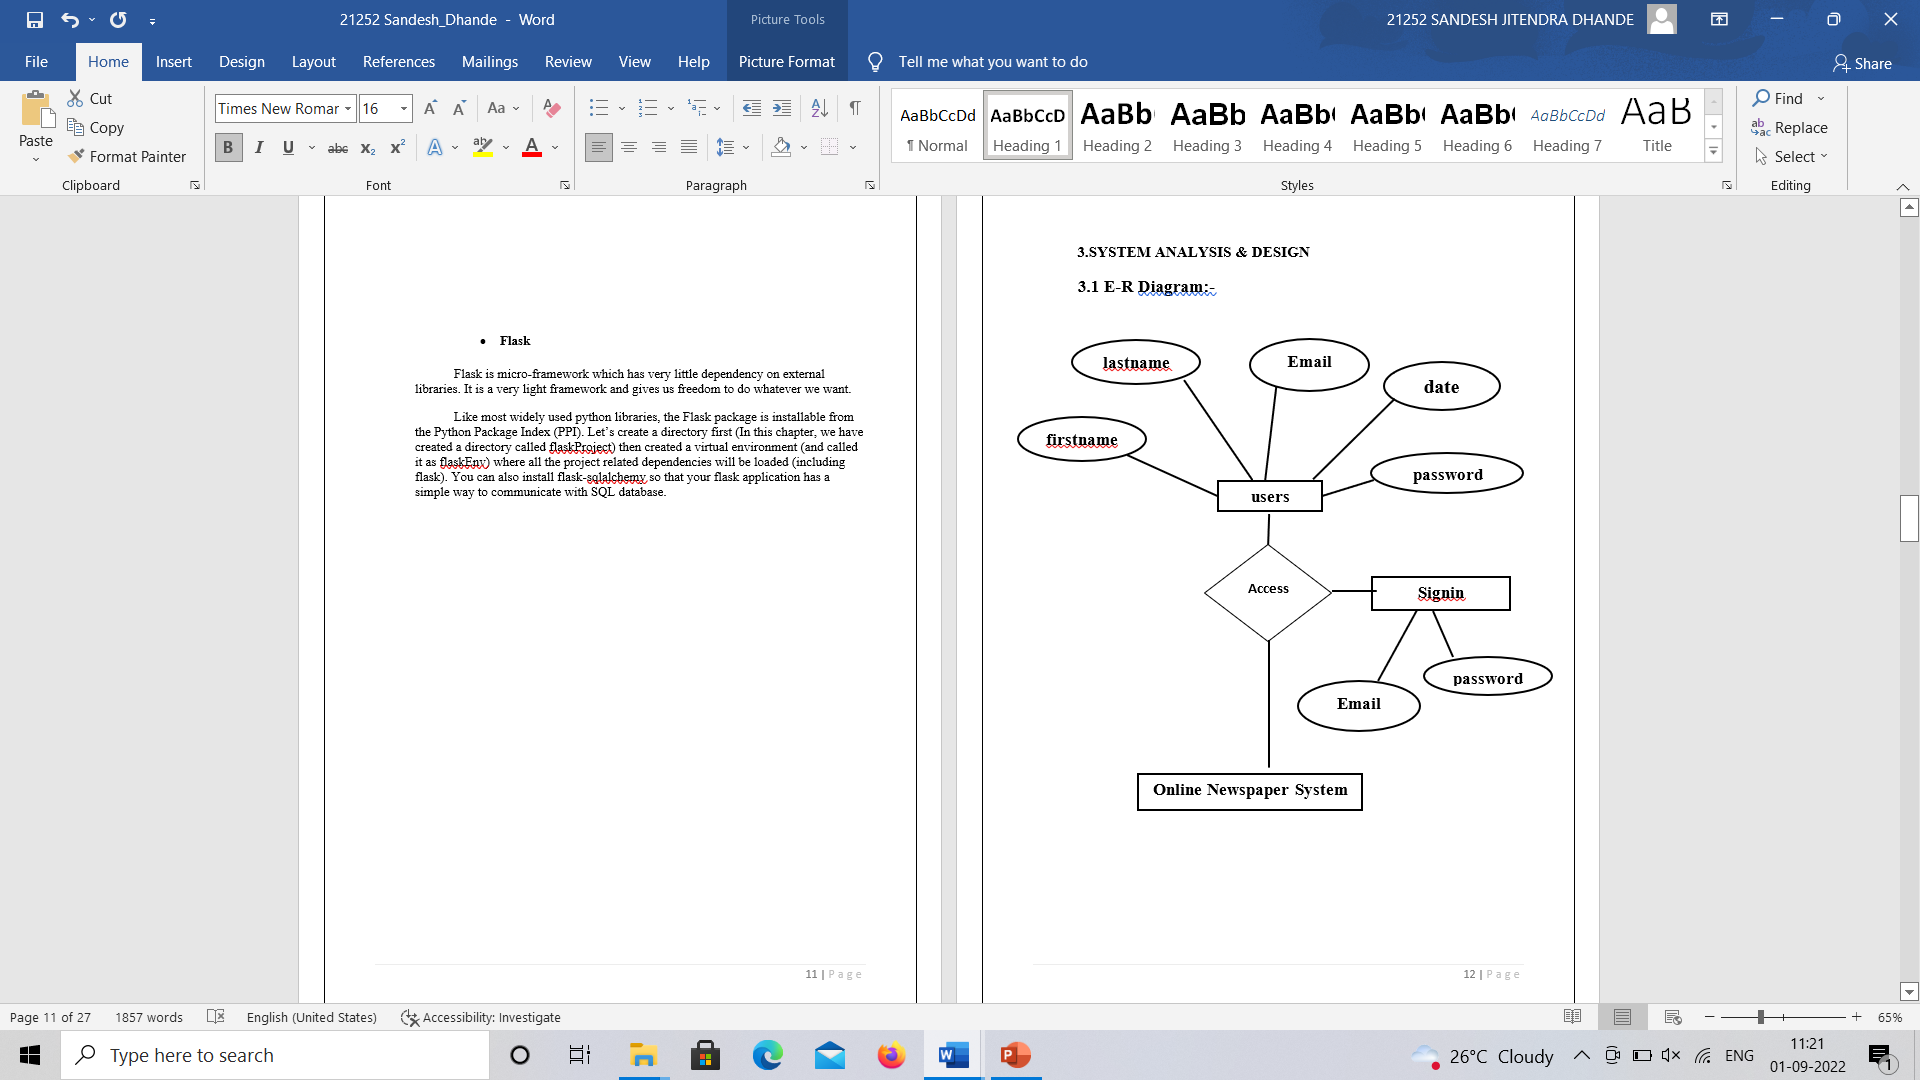 21252 Sandesh_Dhande - Word
Picture Tools
21252 SANDESH JITENDRA DHANDE
File Home Insert Design Layout References Mailings Review View Help Picture Format Tell me what you want to do Share
Paste
Cut
Copy
Format Painter
Clipboard
Times New Romar 16
Font
Paragraph
AaBbCcDd AaBbCcD AaBb AaBb AaBb AaBb AaBb AaBbCcDd AaB
¶ Normal Heading 1 Heading 2 Heading 3 Heading 4 Heading 5 Heading 6 Heading 7 Title
Styles
Find
Replace
Select
Editing
• Flask
Flask is micro-framework which has very little dependency on external
libraries. It is a very light framework and gives us freedom to do whatever we want.
Like most widely used python libraries, the Flask package is installable from
the Python Package Index (PPI). Let's create a directory first (In this chapter, we have
created a directory called flaskProject) then created a virtual environment (and called
it as flaskEnv) where all the project related dependencies will be loaded (including
flask). You can also install flask-sqlalchemy so that your flask application has a
simple way to communicate with SQL database.
11 | Page
3.SYSTEM ANALYSIS & DESIGN
3.1 E-R Diagram:-
lastname
Email
date
firstname
password
users
Access
Signin
password
Email
Online Newspaper System
12 | Page
Page 11 of 27 1857 words English (United States) Accessibility: Investigate 65%
Type here to search
26°C Cloudy
ENG
11:21
01-09-2022
1